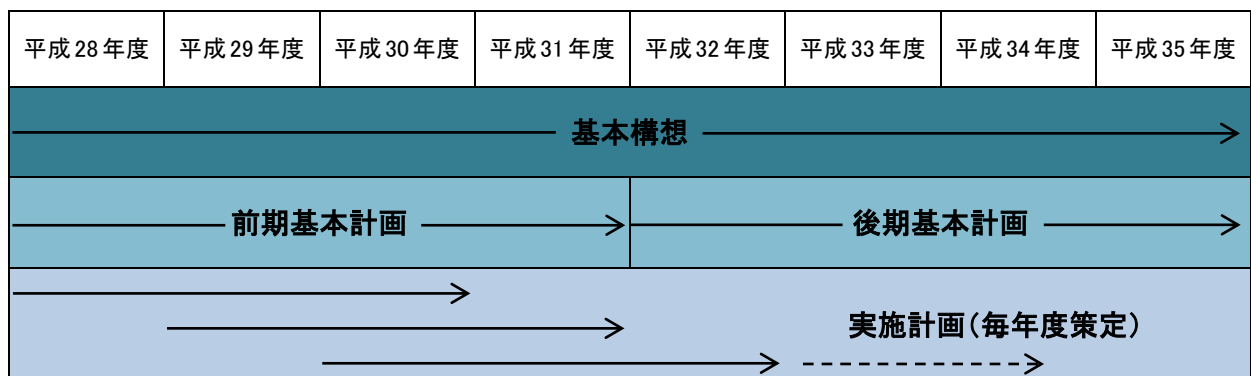 平成28年度 平成29年度 平成30年度 平成31年度 平成32年度 平成33年度 平成34年度 平成35年度
基本構想
前期基本計画 後期基本計画
実施計画(毎年度策定)